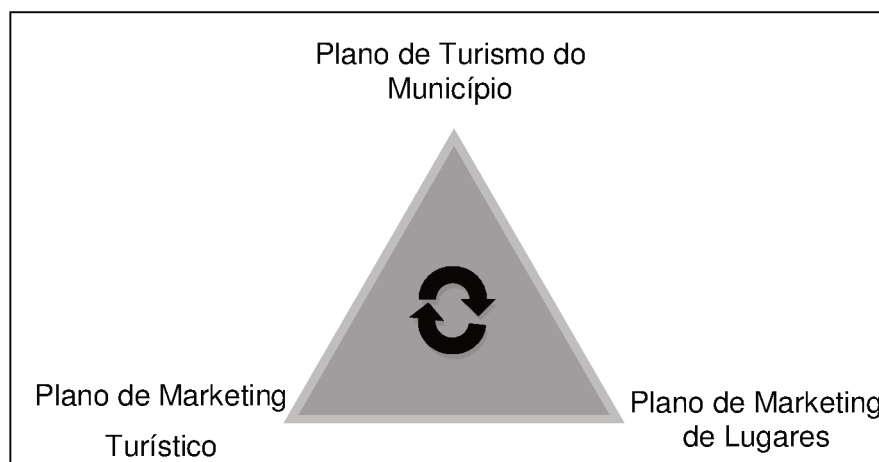 Plano de Turismo do
Município
Plano de Marketing
Turístico
Plano de Marketing
de Lugares